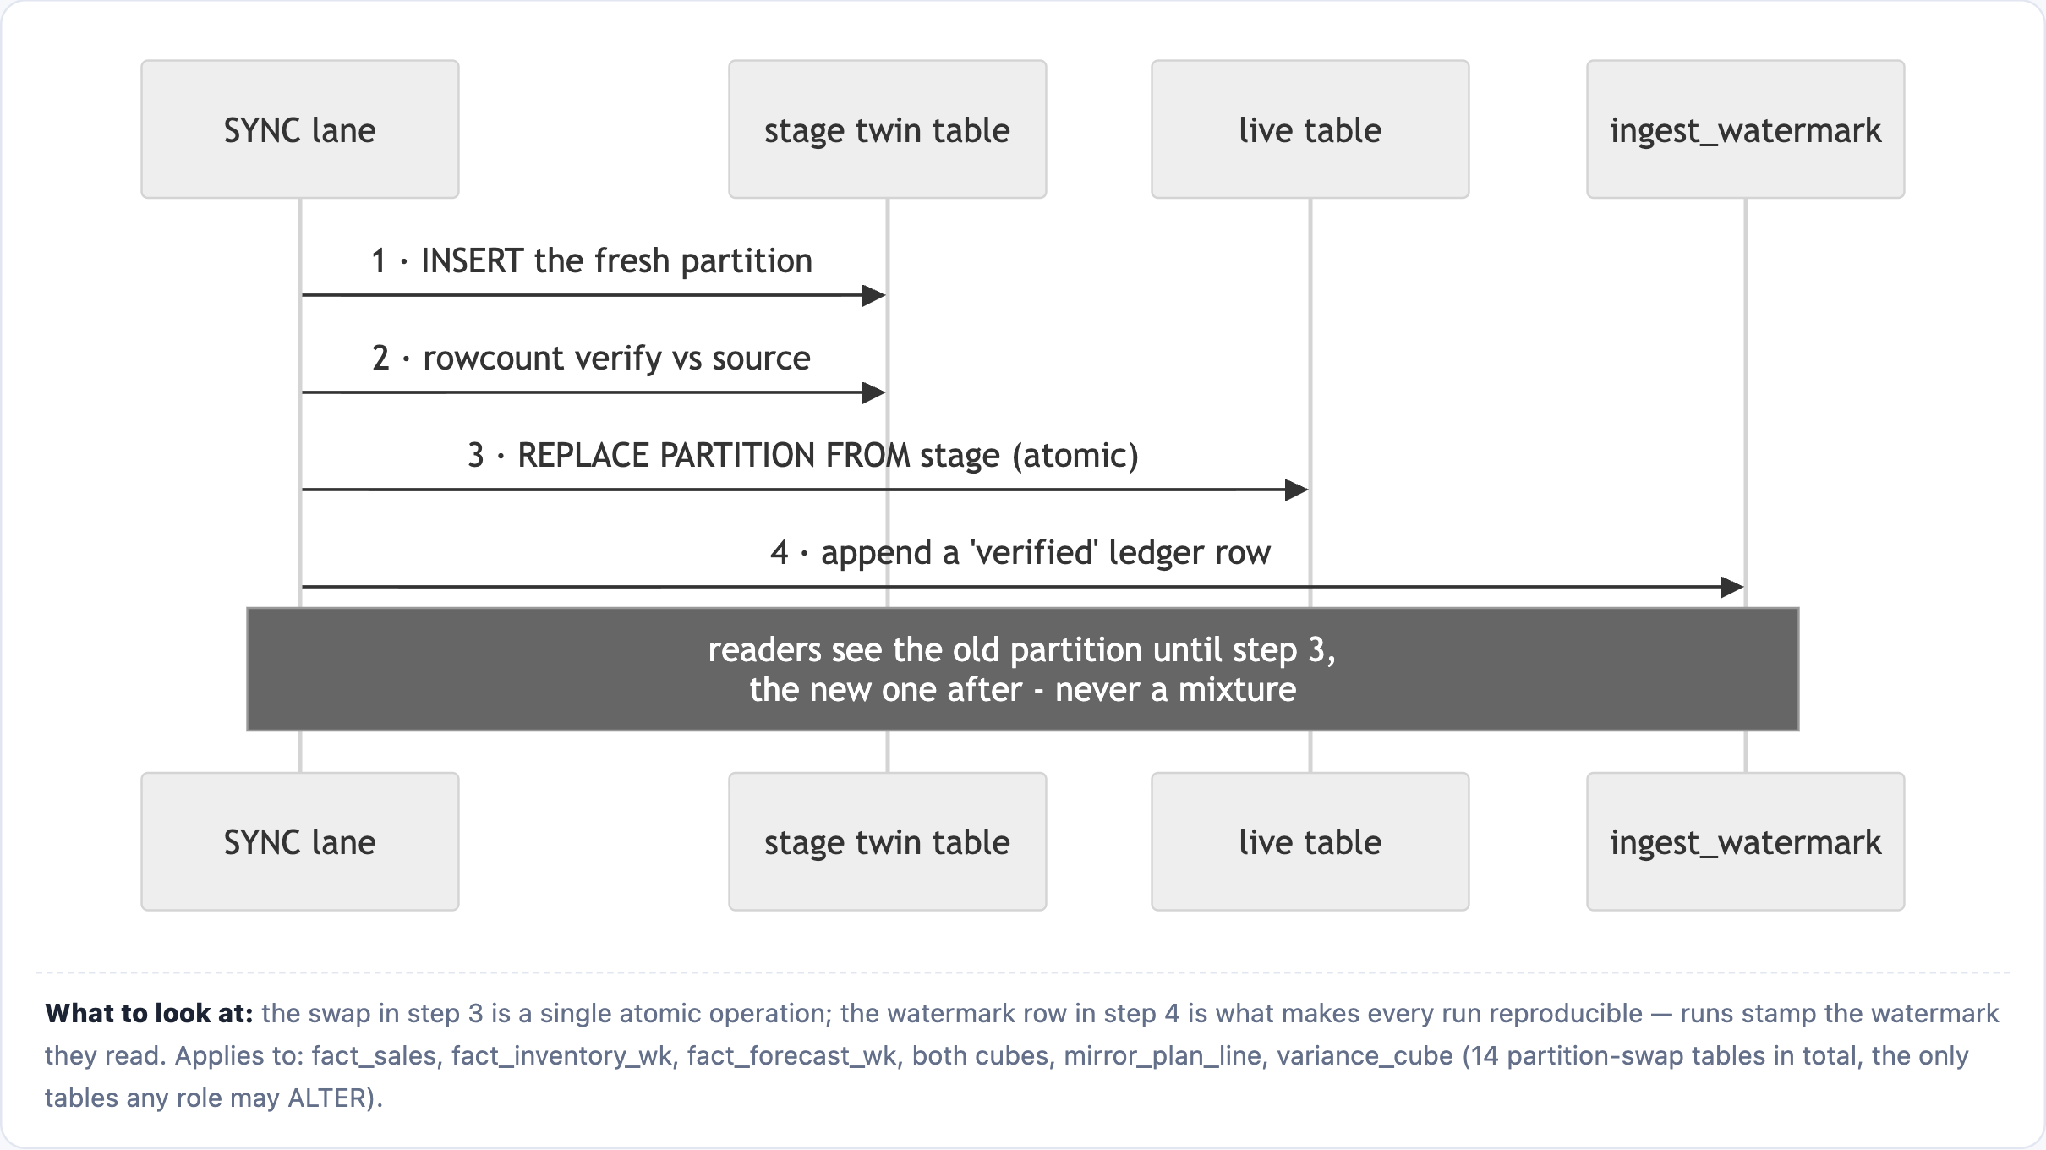 SYNC lane
stage twin table
live table
ingest_watermark
1 · INSERT the fresh partition
2 · rowcount verify vs source
3 · REPLACE PARTITION FROM stage (atomic)
4 · append a 'verified' ledger row
readers see the old partition until step 3,
the new one after - never a mixture
SYNC lane
stage twin table
live table
ingest_watermark
What to look at: the swap in step 3 is a single atomic operation; the watermark row in step 4 is what makes every run reproducible — runs stamp the watermark
they read. Applies to: fact_sales, fact_inventory_wk, fact_forecast_wk, both cubes, mirror_plan_line, variance_cube (14 partition-swap tables in total, the only
tables any role may ALTER).